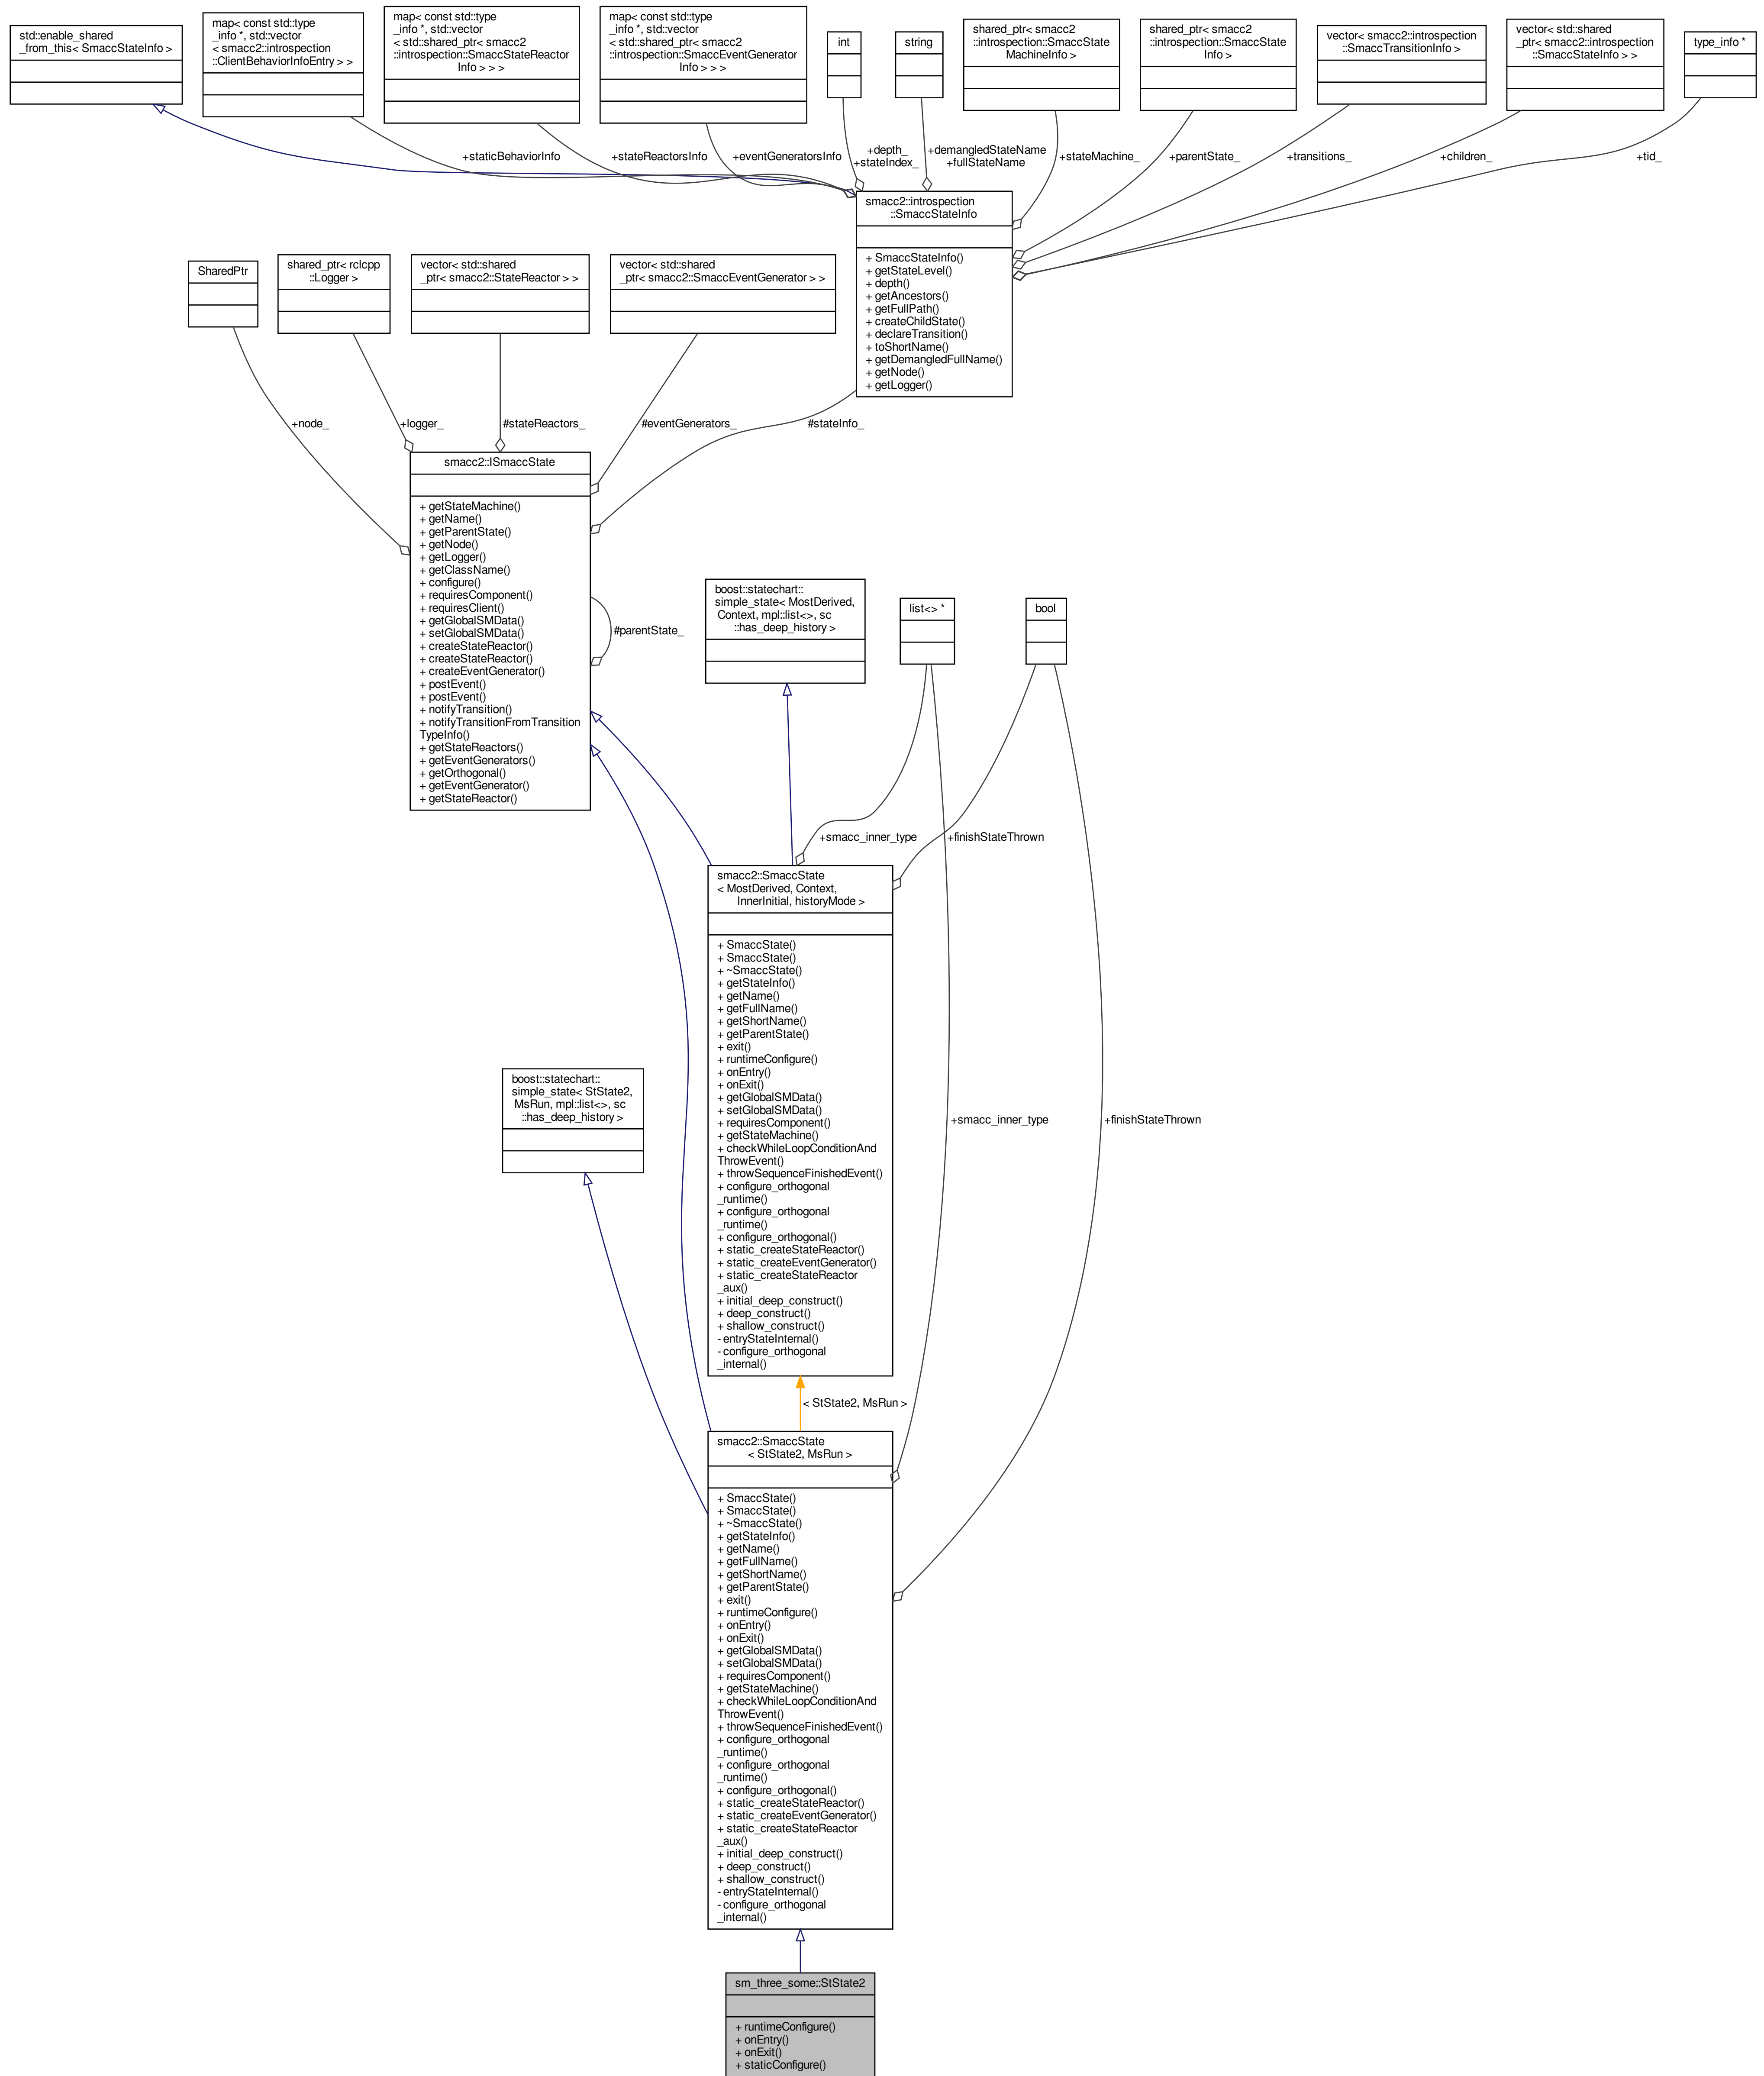 std::enable_shared
_from_this< SmaccStateInfo >
map< const std::type
_info *, std::vector
< smacc2::introspection
::ClientBehaviorInfoEntry > >
map< const std::type
_info *, std::vector
< std::shared_ptr< smacc2
::introspection::SmaccStateReactor
Info > > >
map< const std::type
_info *, std::vector
< std::shared_ptr< smacc2
::introspection::SmaccEventGenerator
Info > > >
int
string
shared_ptr< smacc2
::introspection::SmaccState
MachineInfo >
shared_ptr< smacc2
::introspection::SmaccState
Info >
vector< smacc2::introspection
::SmaccTransitionInfo >
vector< std::shared
_ptr< smacc2::introspection
::SmaccStateInfo > >
type_info *
+staticBehaviorInfo
+stateReactorsInfo
+eventGeneratorsInfo
+depth_
+stateIndex_
+demangledStateName
+fullStateName
+stateMachine_
+parentState_
+transitions_
+children_
+tid_
smacc2::introspection
::SmaccStateInfo
+ SmaccStateInfo()
+ getStateLevel()
+ depth()
+ getAncestors()
+ getFullPath()
+ createChildState()
+ declareTransition()
+ toShortName()
+ getDemangledFullName()
+ getNode()
+ getLogger()
SharedPtr
shared_ptr< rclcpp
::Logger >
vector< std::shared
_ptr< smacc2::StateReactor > >
vector< std::shared
_ptr< smacc2::SmaccEventGenerator > >
+node_
+logger_
#stateReactors_
#eventGenerators_
#stateInfo_
smacc2::ISmaccState
+ getStateMachine()
+ getName()
+ getParentState()
+ getNode()
+ getLogger()
+ getClassName()
+ configure()
+ requiresComponent()
+ requiresClient()
+ getGlobalSMData()
+ setGlobalSMData()
+ createStateReactor()
+ createStateReactor()
+ createEventGenerator()
+ postEvent()
+ postEvent()
+ notifyTransition()
+ notifyTransitionFromTransition
TypeInfo()
+ getStateReactors()
+ getEventGenerators()
+ getOrthogonal()
+ getEventGenerator()
+ getStateReactor()
#parentState_
boost::statechart::
simple_state< MostDerived,
Context, mpl::list<>, sc
::has_deep_history >
list<> *
bool
+smacc_inner_type
+finishStateThrown
smacc2::SmaccState
< MostDerived, Context,
InnerInitial, historyMode >
+ SmaccState()
+ SmaccState()
+ ~SmaccState()
+ getStateInfo()
+ getName()
+ getFullName()
+ getShortName()
+ getParentState()
+ exit()
+ runtimeConfigure()
+ onEntry()
+ onExit()
+ getGlobalSMData()
+ setGlobalSMData()
+ requiresComponent()
+ getStateMachine()
+ checkWhileLoopConditionAnd
ThrowEvent()
+ throwSequenceFinishedEvent()
+ configure_orthogonal
_runtime()
+ configure_orthogonal
_runtime()
+ configure_orthogonal()
+ static_createStateReactor()
+ static_createEventGenerator()
+ static_createStateReactor
_aux()
+ initial_deep_construct()
+ deep_construct()
+ shallow_construct()
- entryStateInternal()
- configure_orthogonal
_internal()
boost::statechart::
simple_state< StState2,
MsRun, mpl::list<>, sc
::has_deep_history >
+smacc_inner_type
+finishStateThrown
< StState2, MsRun >
smacc2::SmaccState
< StState2, MsRun >
+ SmaccState()
+ SmaccState()
+ ~SmaccState()
+ getStateInfo()
+ getName()
+ getFullName()
+ getShortName()
+ getParentState()
+ exit()
+ runtimeConfigure()
+ onEntry()
+ onExit()
+ getGlobalSMData()
+ setGlobalSMData()
+ requiresComponent()
+ getStateMachine()
+ checkWhileLoopConditionAnd
ThrowEvent()
+ throwSequenceFinishedEvent()
+ configure_orthogonal
_runtime()
+ configure_orthogonal
_runtime()
+ configure_orthogonal()
+ static_createStateReactor()
+ static_createEventGenerator()
+ static_createStateReactor
_aux()
+ initial_deep_construct()
+ deep_construct()
+ shallow_construct()
- entryStateInternal()
- configure_orthogonal
_internal()
sm_three_some::StState2
+ runtimeConfigure()
+ onEntry()
+ onExit()
+ staticConfigure()